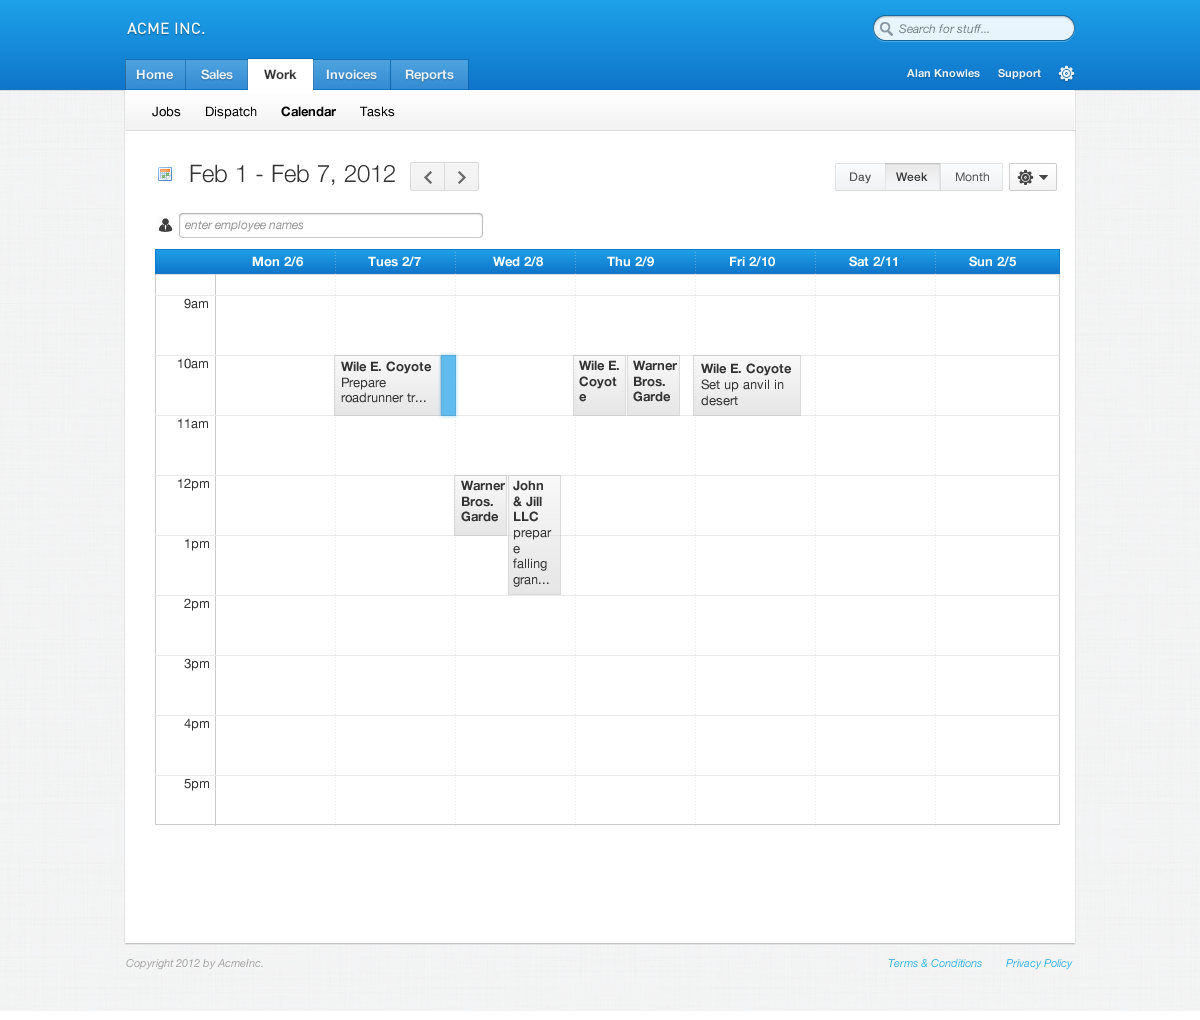 ACME INC.
Search for stuff...
Home Sales Work Invoices Reports
Alan Knowles Support
Jobs Dispatch Calendar Tasks
Feb 1 - Feb 7, 2012
Day Week Month
enter employee names
Mon 2/6 Tues 2/7 Wed 2/8 Thu 2/9 Fri 2/10 Sat 2/11 Sun 2/5
9am
10am
Wile E. Coyote
Prepare
roadrunner tr...
Wile E.
Coyot
e
Warner
Bros.
Garde
Wile E. Coyote
Set up anvil in
desert
11am
12pm
Warner
Bros.
Garde
John
& Jill
LLC
prepar
e
falling
gran...
1pm
2pm
3pm
4pm
5pm
Copyright 2012 by AcmeInc.
Terms & Conditions Privacy Policy